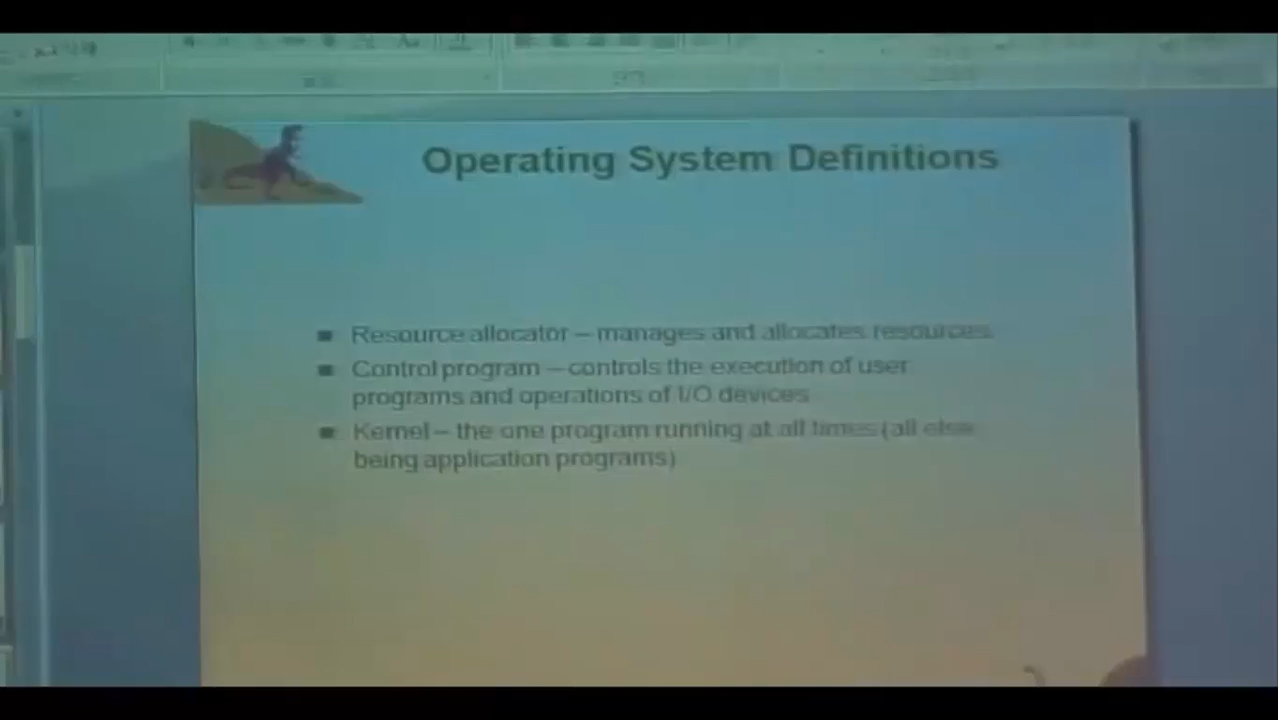 Operating System Definitions
■ Resource allocator – manages and allocates resources
■ Control program – controls the execution of user
programs and operations of I/O devices
■ Kernel – the one program running at all times (all else
being application programs)